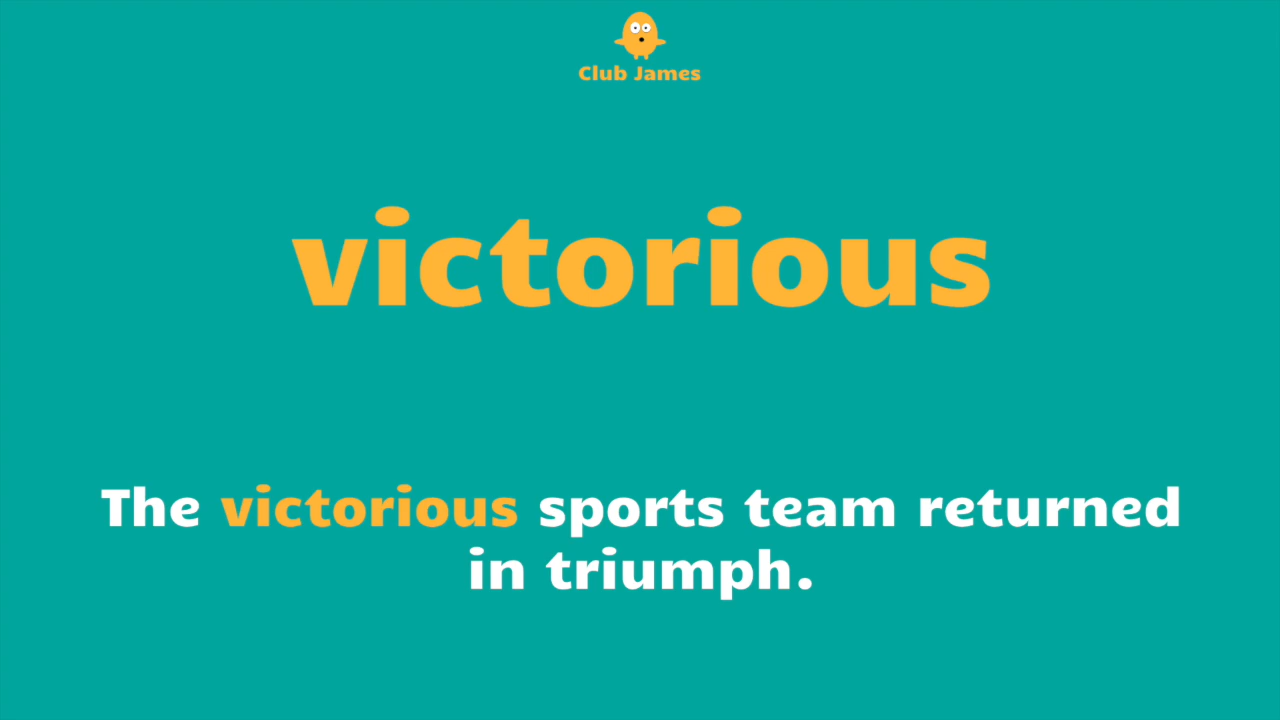 Club James
victorious
The victorious sports team returned
in triumph.